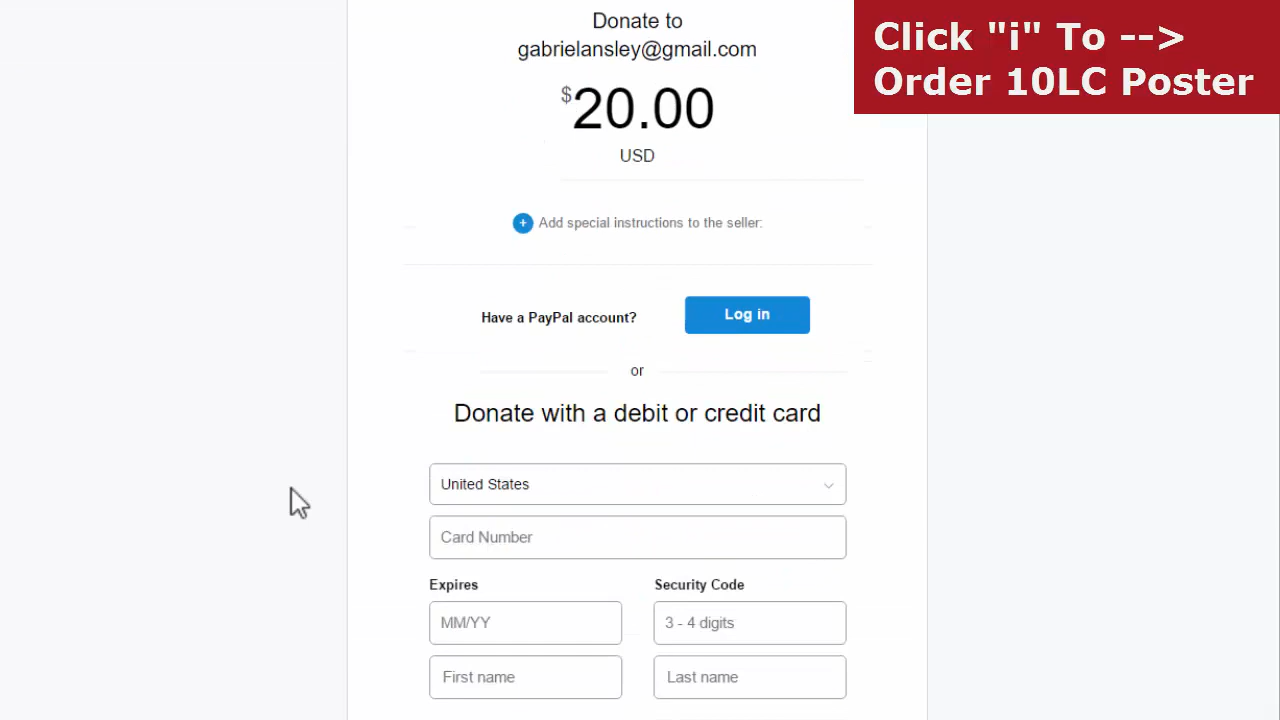 Click "i" To -->
Order 10LC Poster
Donate to
gabrielansley@gmail.com
$20.00
USD
+ Add special instructions to the seller:
Have a PayPal account? Log in
or
Donate with a debit or credit card
United States
Card Number
Expires Security Code
MM/YY 3 - 4 digits
First name Last name